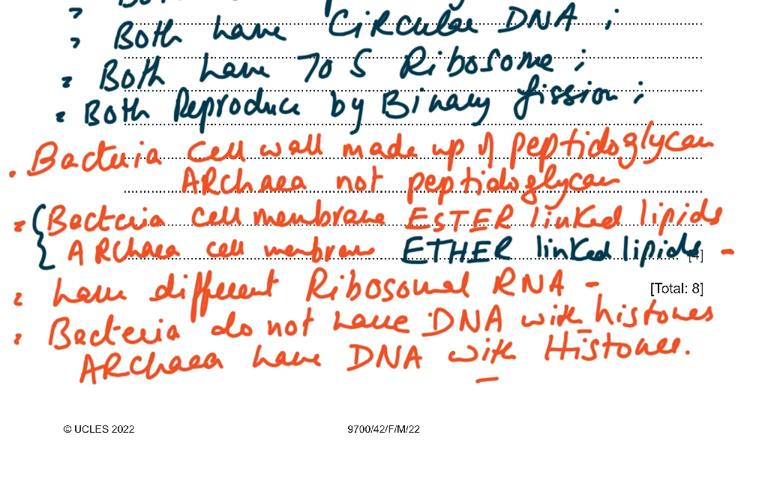 Both
Both have Circular DNA ;
Both have 70 S Ribosome ;
Both Reproduce by Binary fission ;
. Bacteria cell wall made up of peptidoglycan
ARchaea not peptidoglycan
Bacteria cell membrane ESTER linked lipids
ARchaea cell membrane ETHER linked lipids -
have different Ribosomal RNA - [Total: 8]
Bacteria do not have DNA with histones
ARchaea have DNA with Histones.
© UCLES 2022 9700/42/F/M/22